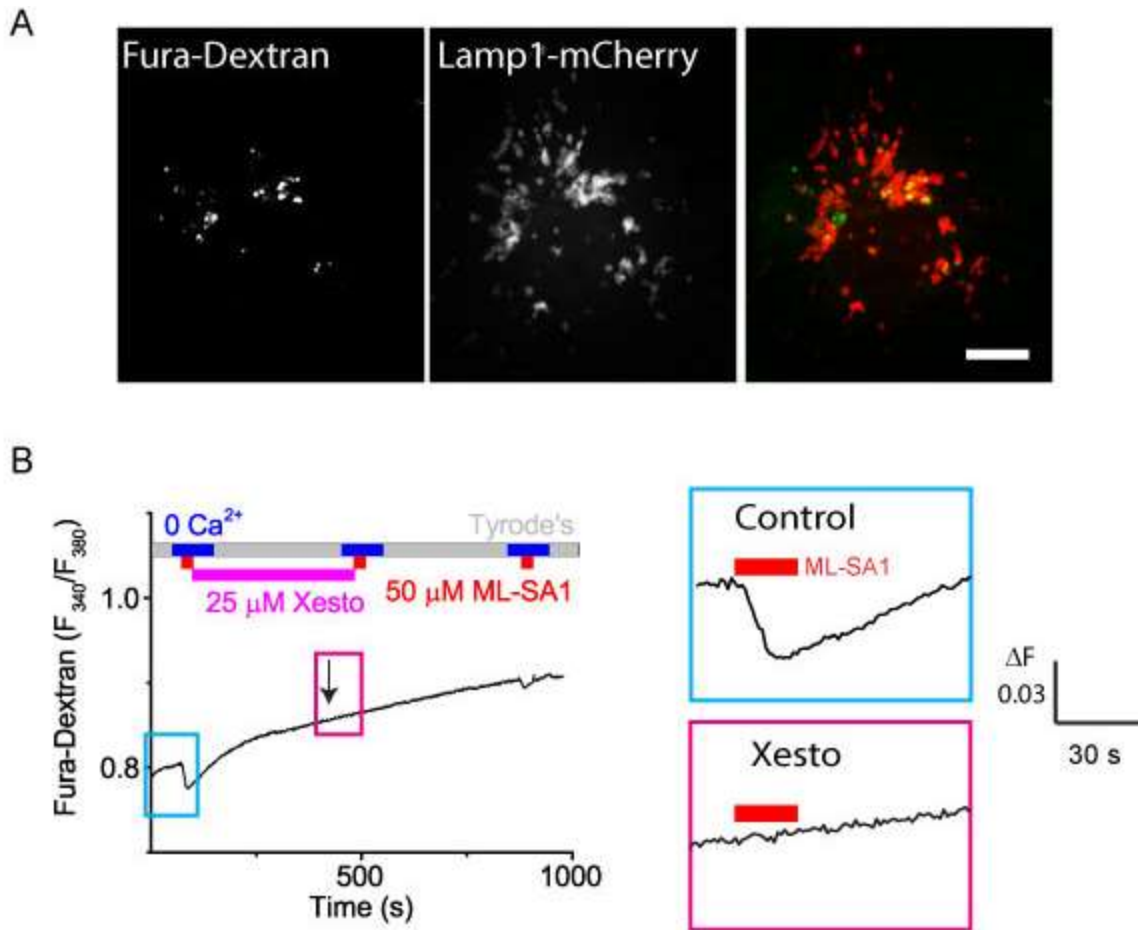 A
Fura-Dextran
Lamp1-mCherry
B
Fura-Dextran (F340/F380)
1.0
0.8
0 Ca²⁺
Tyrode's
25 μM Xesto
50 μM ML-SA1
500
1000
Time (s)
Control
ML-SA1
Xesto
ΔF
0.03
30 s